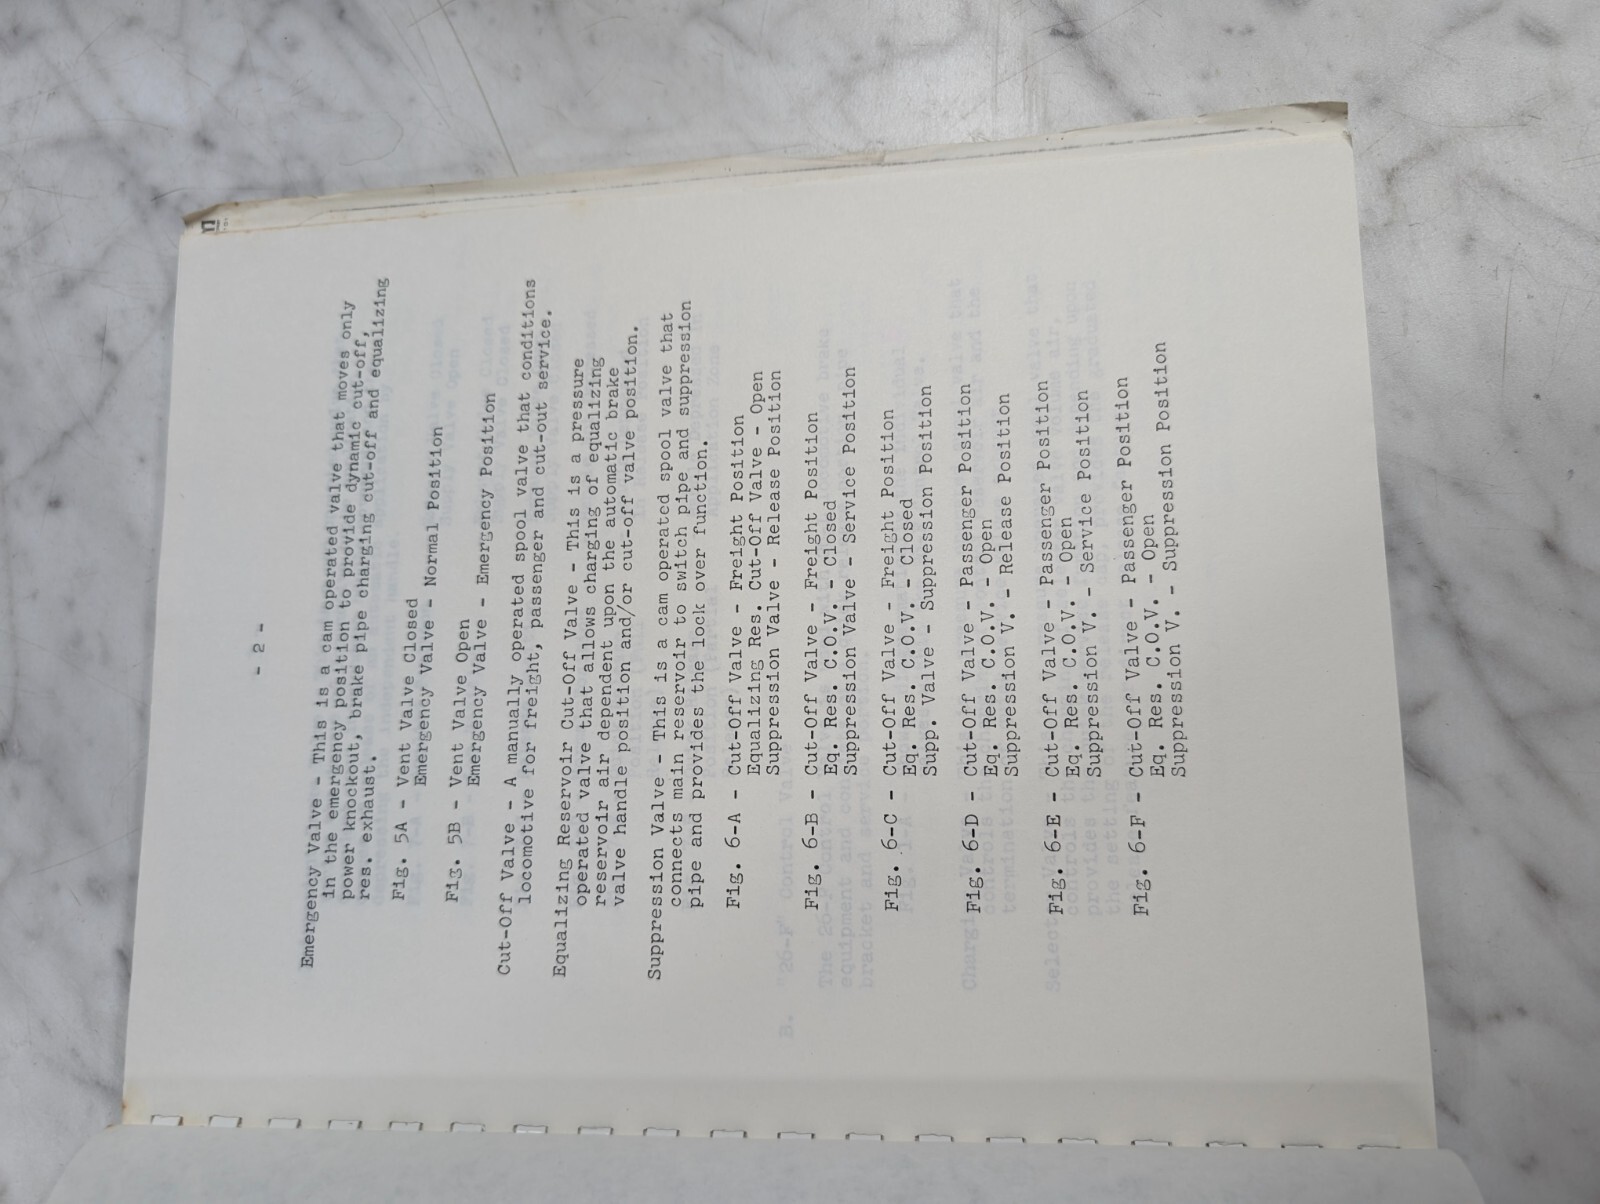 - 2 -
Emergency Valve - This is a cam operated valve that moves only
in the emergency position to provide dynamic cut-off,
power knockout, brake pipe charging cut-off and equalizing
res. exhaust.
Fig. 5A - Vent Valve Closed
Emergency Valve - Normal Position
Fig. 5B - Vent Valve Open
Emergency Valve - Emergency Position
Cut-Off Valve - A manually operated spool valve that conditions
locomotive for freight, passenger and cut-out service.
Equalizing Reservoir Cut-Off Valve - This is a pressure
operated valve that allows charging of equalizing
reservoir air dependent upon the automatic brake
valve handle position and/or cut-off valve position.
Suppression Valve - This is a cam operated spool valve that
connects main reservoir to switch pipe and suppression
pipe and provides the lock over function.
Fig. 6-A - Cut-Off Valve - Freight Position
Equalizing Res. Cut-Off Valve - Open
Suppression Valve - Release Position
Fig. 6-B - Cut-Off Valve - Freight Position
Eq. Res. C.O.V. - Closed
Suppression Valve - Service Position
Fig. 6-C - Cut-Off Valve - Freight Position
Eq. Res. C.O.V. - Closed
Supp. Valve - Suppression Position
Fig. 6-D - Cut-Off Valve - Passenger Position
Eq. Res. C.O.V. - Open
Suppression V. - Release Position
Fig. 6-E - Cut-Off Valve - Passenger Position
Eq. Res. C.O.V. - Open
Suppression V. - Service Position
Fig. 6-F - Cut-Off Valve - Passenger Position
Eq. Res. C.O.V. - Open
Suppression V. - Suppression Position